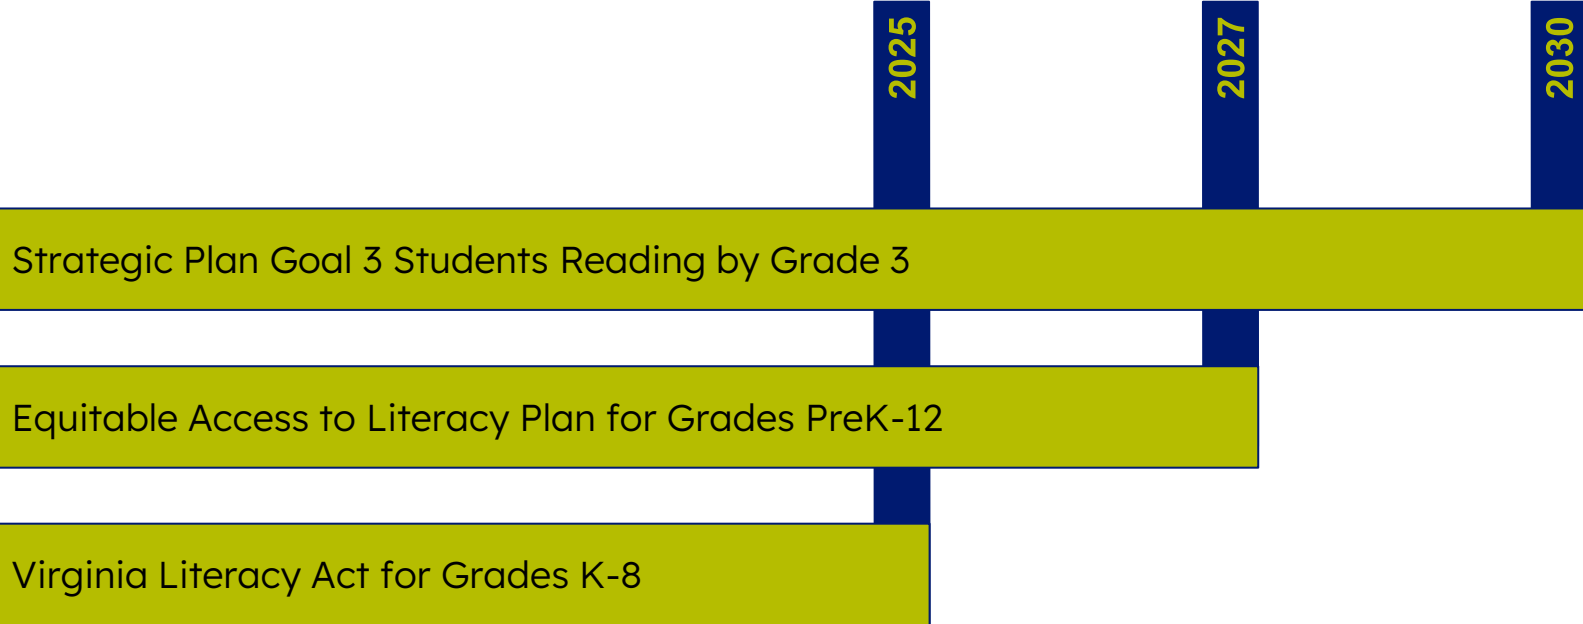 2025
2027
2030
Strategic Plan Goal 3 Students Reading by Grade 3
Equitable Access to Literacy Plan for Grades PreK-12
Virginia Literacy Act for Grades K-8